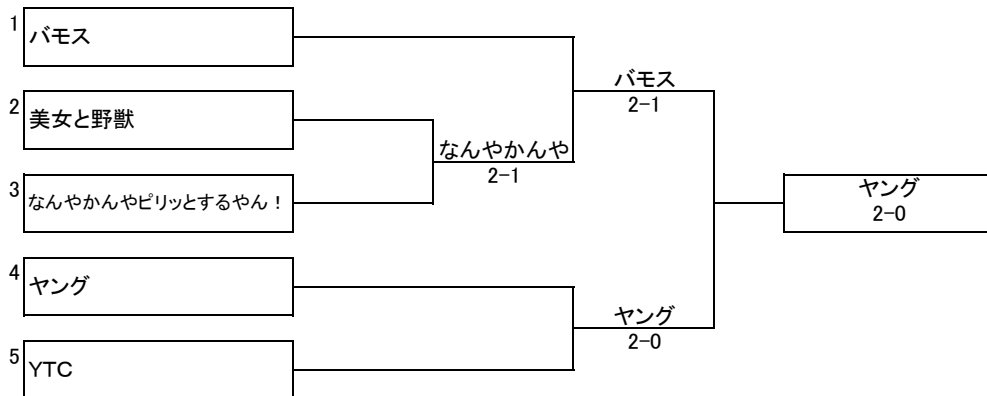 1
バモス
2
美女と野獣
3
なんやかんやピリッとするやん！
4
ヤング
5
YTC
なんやかんや
2-1
バモス
2-1
ヤング
2-0
ヤング
2-0